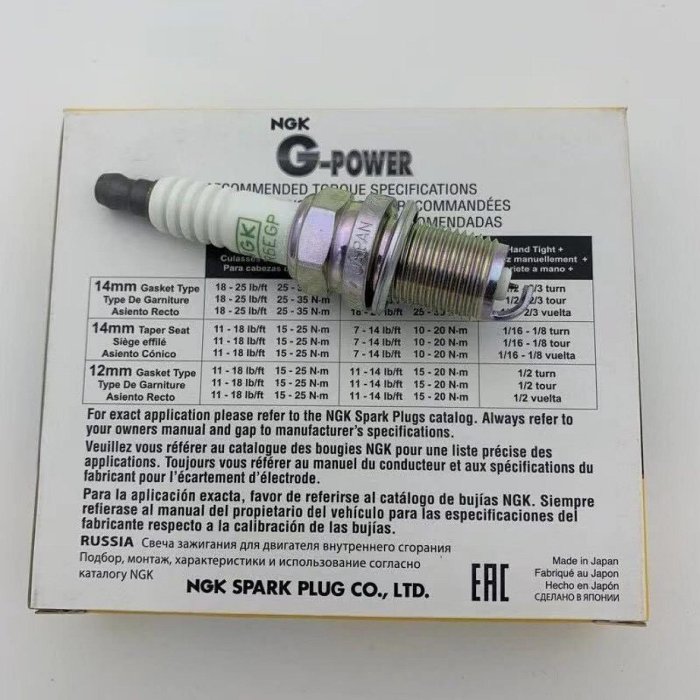 NGK
G-POWER
RECOMMENDED TORQUE SPECIFICATIONS
RECOMMANDÉES
RECOMENDADAS
NGK
JAPAN
Para cabezas
Hand Tight +
manuellement +
a mano +
14mm Gasket Type 18 - 25 lb/ft 1/2 2/3 turn
Type De Garniture 18 - 25 lb/ft 25 - 35 N-m 25 - 35 N-m 2/3 tour
Asiento Recto 18 - 25 lb/ft 25 - 35 N-m 2/3 vuelta
14mm Taper Seat 11 - 18 lb/ft 15 - 25 N-m 7 - 14 lb/ft 10 - 20 N-m 1/16 - 1/8 turn
Siège effilé 11 - 18 lb/ft 15 - 25 N-m 7 - 14 lb/ft 10 - 20 N-m 1/16 - 1/8 tour
Asiento Cónico 11 - 18 lb/ft 15 - 25 N-m 7 - 14 lb/ft 10 - 20 N-m 1/16 - 1/8 vuelta
12mm Gasket Type 11 - 18 lb/ft 15 - 25 N-m 11 - 14 lb/ft 15 - 20 N-m 1/2 turn
Type De Garniture 11 - 18 lb/ft 15 - 25 N-m 11 - 14 lb/ft 15 - 20 N-m 1/2 tour
Asiento Recto 11 - 18 lb/ft 15 - 25 N-m 11 - 14 lb/ft 15 - 20 N-m 1/2 vuelta
For exact application please refer to the NGK Spark Plugs catalog. Always refer to
your owners manual and gap to manufacturer's specifications.
Veuillez vous référer au catalogue des bougies NGK pour une liste précise des
applications. Toujours vous référer au manuel du conducteur et aux spécifications du
fabricant pour l'écartement d'électrode.
Para la aplicación exacta, favor de referirse al catálogo de bujías NGK. Siempre
refierase al manual del propietario del vehículo para las especificaciones del
fabricante respecto a la calibración de las bujías.
RUSSIA Свеча зажигания для двигателя внутреннего сгорания
Подбор, монтаж, характеристики и использование согласно
каталогу NGK
NGK SPARK PLUG CO., LTD.
EAC
Made in Japan
Fabriqué au Japon
Hecho en Japón
СДЕЛАНО В ЯПОНИИ